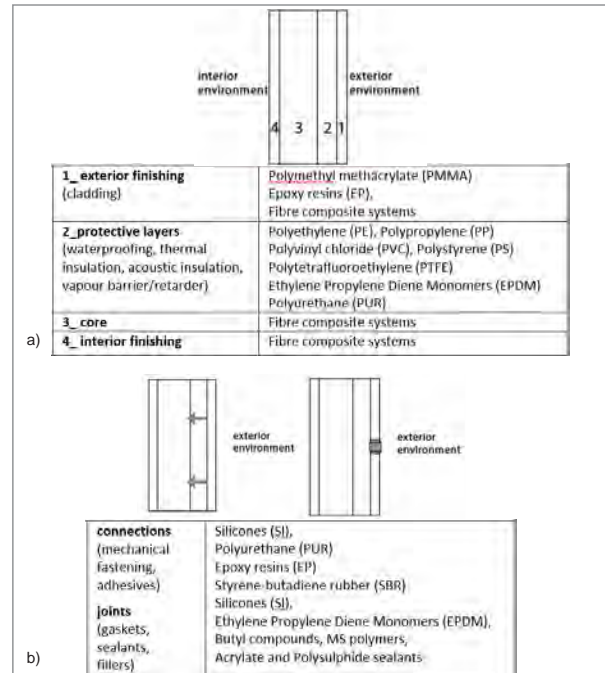 interior
environment
exterior
environment
4 3 2 1
1_ exterior finishing
(cladding)
Polymethyl methacrylate (PMMA)
Epoxy resins (EP),
Fibre composite systems
2_protective layers
(waterproofing, thermal
insulation, acoustic insulation,
vapour barrier/retarder)
Polyethylene (PE), Polypropylene (PP)
Polyvinyl chloride (PVC), Polystyrene (PS)
Polytetrafluoroethylene (PTFE)
Ethylene Propylene Diene Monomers (EPDM)
Polyurethane (PUR)
3_ core
Fibre composite systems
a)
4_ interior finishing
Fibre composite systems
exterior
environment
exterior
environment
connections
(mechanical
fastening,
adhesives)
Silicones (SI),
Polyurethane (PUR)
Epoxy resins (EP)
Styrene-butadiene rubber (SBR)
joints
(gaskets,
sealants,
fillers)
Silicones (SI),
Ethylene Propylene Diene Monomers (EPDM),
Butyl compounds, MS polymers,
Acrylate and Polysulphide sealants
b)